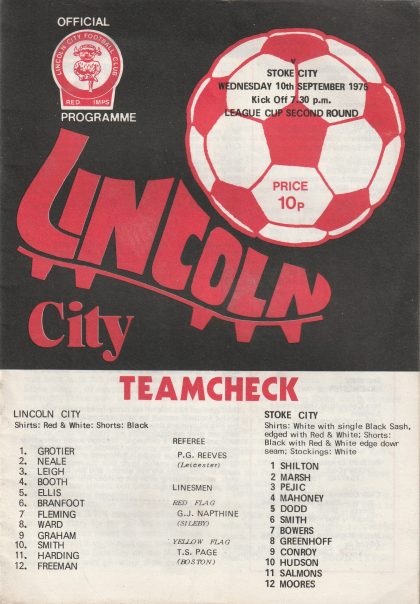 OFFICIAL
LINCOLN CITY FOOTBALL CLUB
RED IMPS
PROGRAMME
v
STOKE CITY
WEDNESDAY 10th SEPTEMBER 1975
Kick Off 7.30 p.m.
LEAGUE CUP SECOND ROUND
PRICE
10p
LINCOLN
City
TEAMCHECK
LINCOLN CITY
Shirts: Red & White: Shorts: Black
1. GROTIER
2. NEALE
3. LEIGH
4. BOOTH
5. ELLIS
6. BRANFOOT
7 FLEMING
8. WARD
9 GRAHAM
10. SMITH
11. HARDING
12. FREEMAN
REFEREE
P.G. REEVES
(Leicester)
LINESMEN
RED FLAG
G.J. NAPTHINE
(SILEBY)
YELLOW FLAG
T.S. PAGE
(BOSTON)
STOKE CITY
Shirts: White with single Black Sash,
edged with Red & White; Shorts:
Black with Red & White edge down
seam; Stockings: White
1 SHILTON
2 MARSH
3 PEJIC
4 MAHONEY
5 DODD
6 SMITH
7 BOWERS
8 GREENHOFF
9 CONROY
10 HUDSON
11 SALMONS
12 MOORES